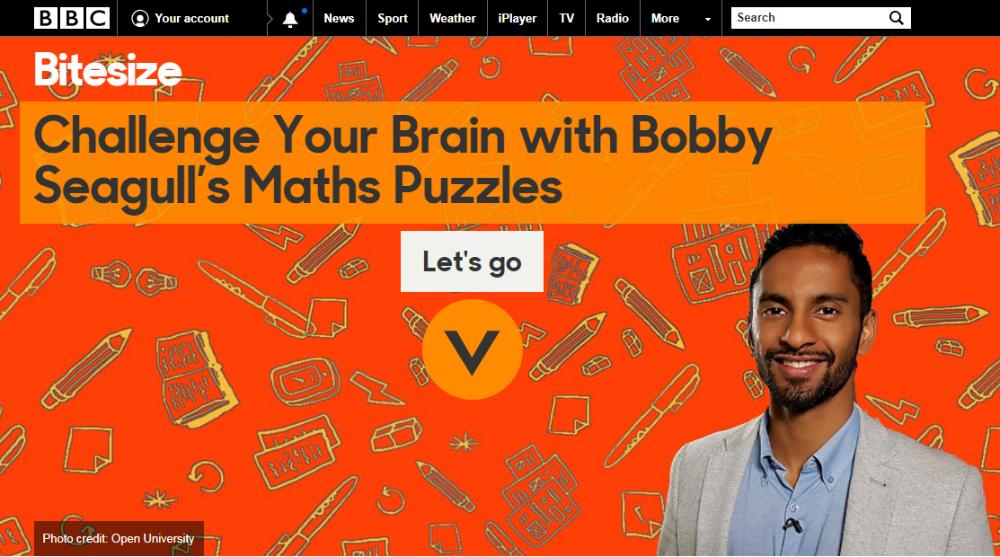 BBC Your account News Sport Weather iPlayer TV Radio More Search
Bitesize
Challenge Your Brain with Bobby
Seagull’s Maths Puzzles
Let's go
Photo credit: Open University